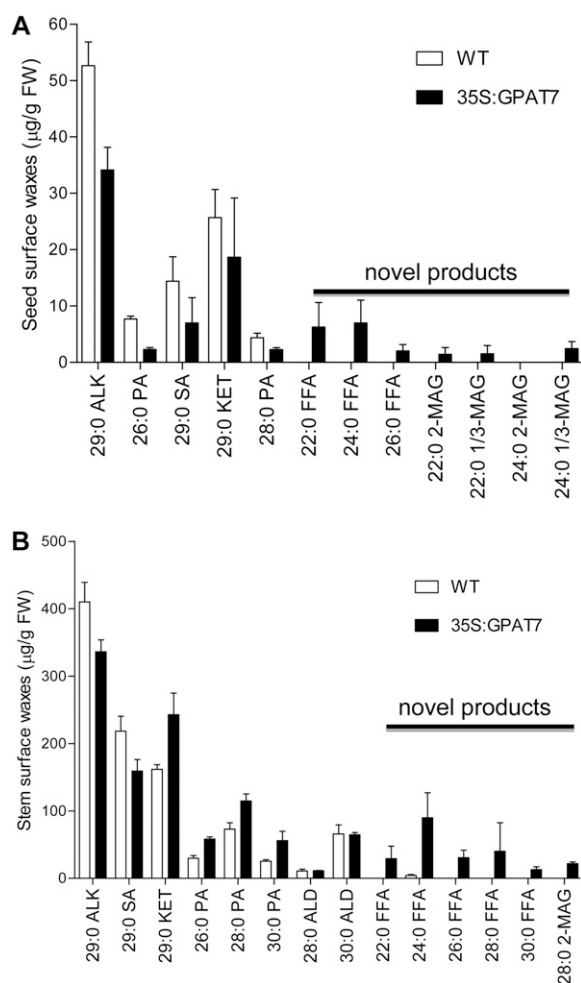 A
Seed surface waxes (µg/g FW)
60
50
40
30
20
10
0
WT
35S:GPAT7
novel products
29:0 ALK
26:0 PA
29:0 SA
29:0 KET
28:0 PA
22:0 FFA
24:0 FFA
26:0 FFA
22:0 2-MAG
22:0 1/3-MAG
24:0 2-MAG
24:0 1/3-MAG
B
Stem surface waxes (µg/g FW)
500
400
300
200
100
0
WT
35S:GPAT7
novel products
29:0 ALK
29:0 SA
29:0 KET
26:0 PA
28:0 PA
30:0 PA
28:0 ALD
30:0 ALD
22:0 FFA
24:0 FFA
26:0 FFA
28:0 FFA
30:0 FFA
28:0 2-MAG